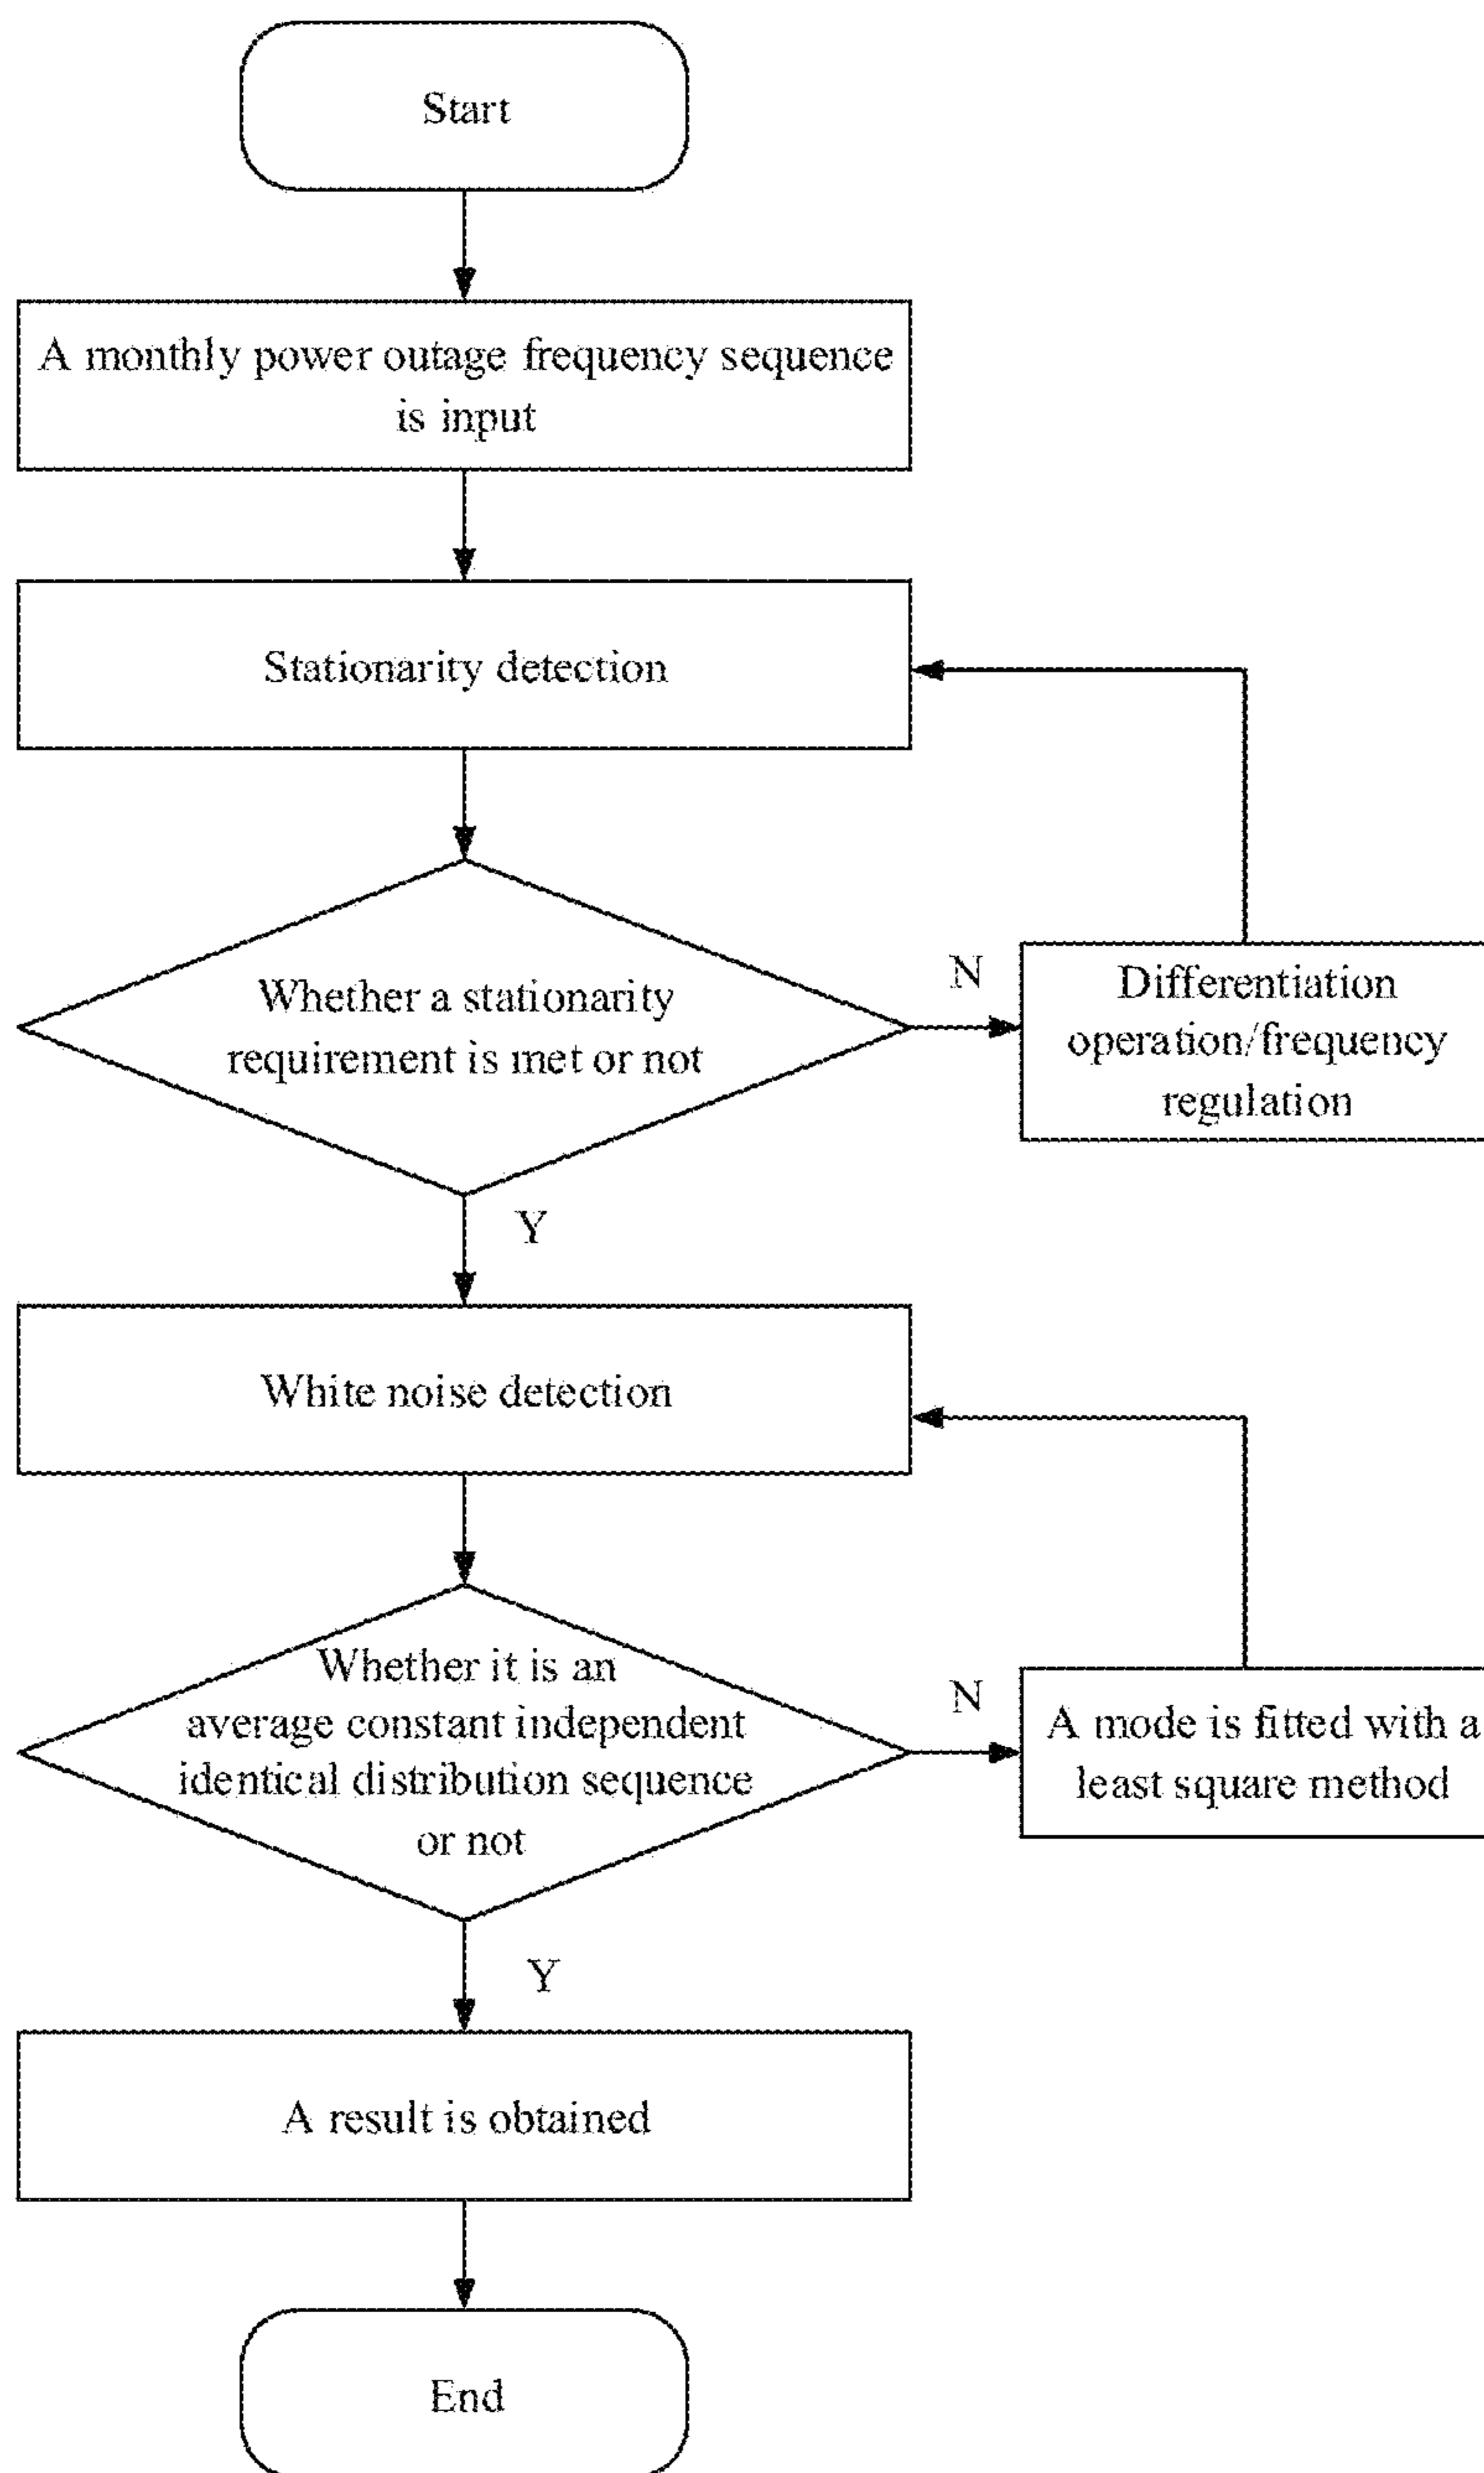 Start
A monthly power outage frequency sequence
is input
Stationarity detection
Whether a stationarity
requirement is met or not
N
Differentiation
operation/frequency
regulation
Y
White noise detection
Whether it is an
average constant independent
identical distribution sequence
or not
N
A mode is fitted with a
least square method
Y
A result is obtained
End